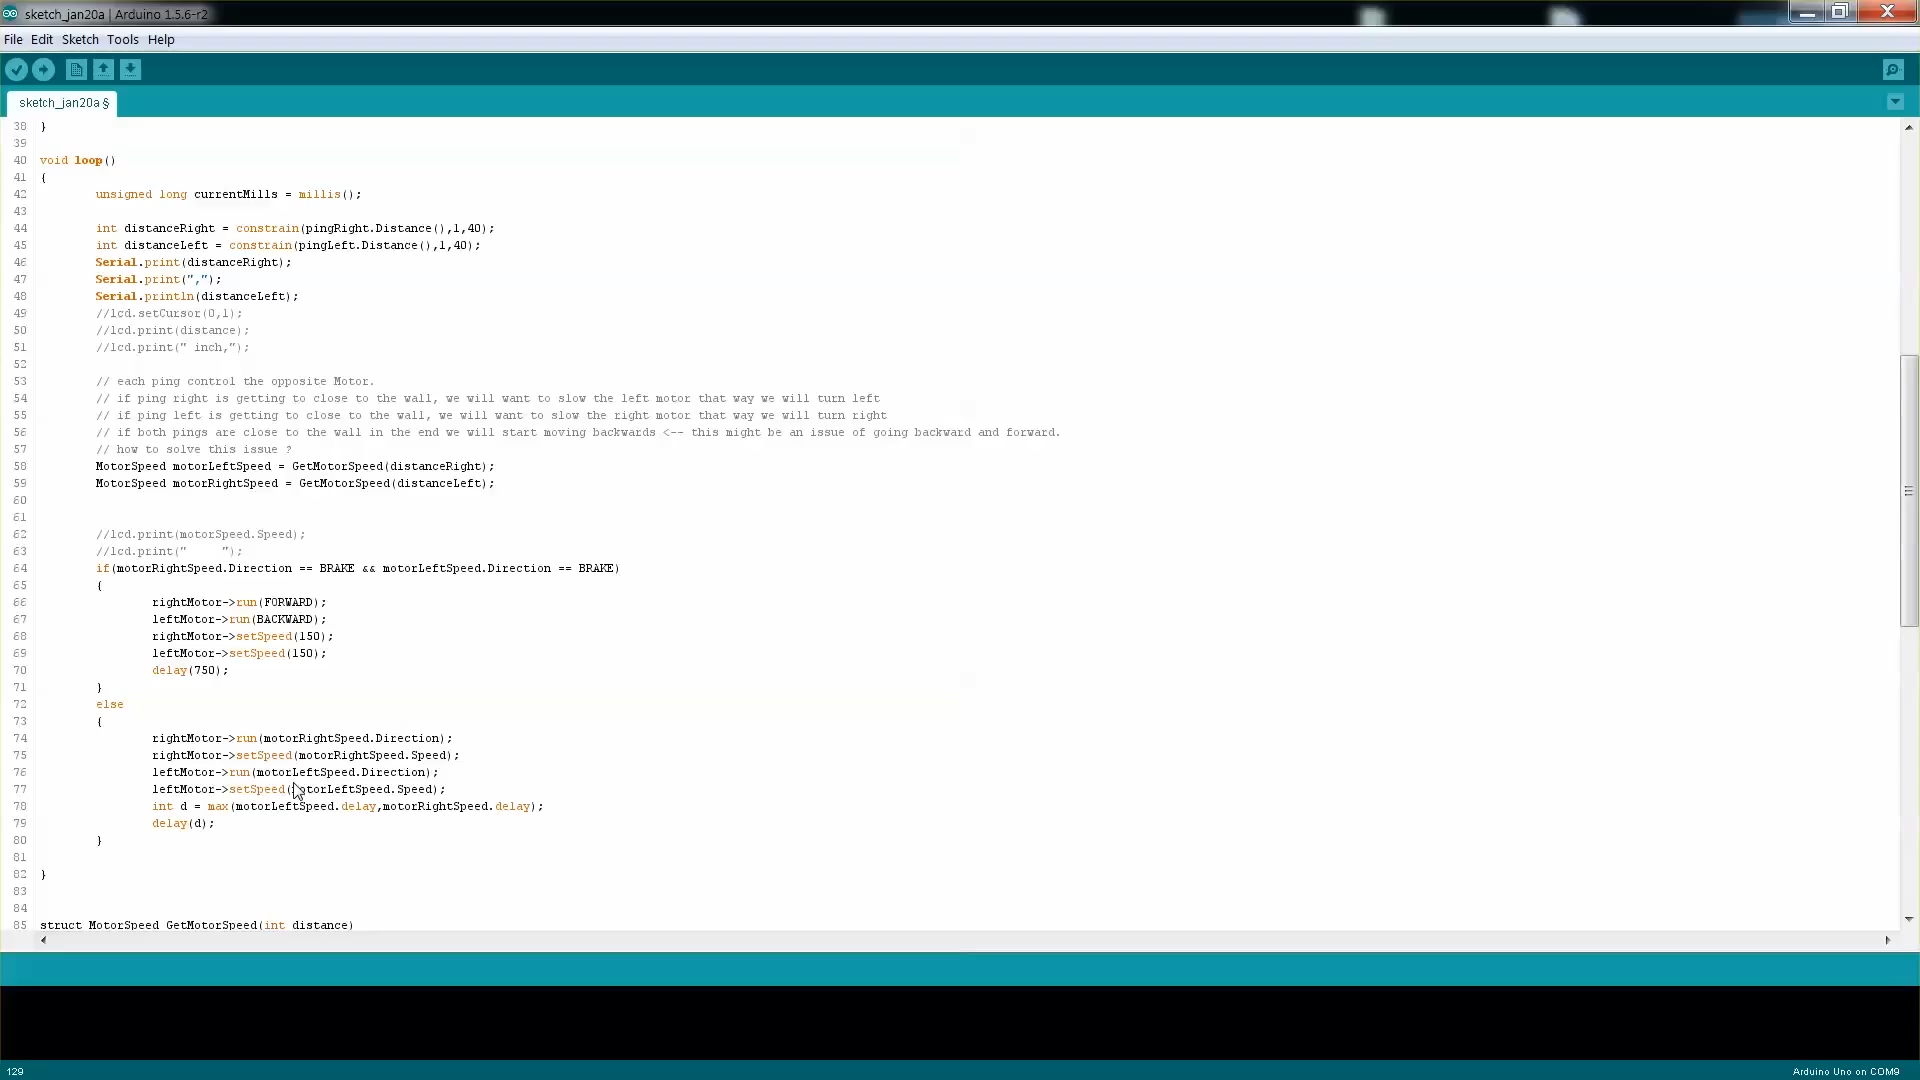 sketch_jan20a | Arduino 1.5.6-r2
File Edit Sketch Tools Help
sketch_jan20a §
38 }
39
40 void loop()
41 {
42 unsigned long currentMills = millis();
43
44 int distanceRight = constrain(pingRight.Distance(),1,40);
45 int distanceLeft = constrain(pingLeft.Distance(),1,40);
46 Serial.print(distanceRight);
47 Serial.print(",");
48 Serial.println(distanceLeft);
49 //lcd.setCursor(0,1);
50 //lcd.print(distance);
51 //lcd.print(" inch,");
52
53 // each ping control the opposite Motor.
54 // if ping right is getting to close to the wall, we will want to slow the left motor that way we will turn left
55 // if ping left is getting to close to the wall, we will want to slow the right motor that way we will turn right
56 // if both pings are close to the wall in the end we will start moving backwards <-- this might be an issue of going backward and forward.
57 // how to solve this issue ?
58 MotorSpeed motorLeftSpeed = GetMotorSpeed(distanceRight);
59 MotorSpeed motorRightSpeed = GetMotorSpeed(distanceLeft);
60
61
62 //lcd.print(motorSpeed.Speed);
63 //lcd.print("     ");
64 if(motorRightSpeed.Direction == BRAKE && motorLeftSpeed.Direction == BRAKE)
65 {
66 rightMotor->run(FORWARD);
67 leftMotor->run(BACKWARD);
68 rightMotor->setSpeed(150);
69 leftMotor->setSpeed(150);
70 delay(750);
71 }
72 else
73 {
74 rightMotor->run(motorRightSpeed.Direction);
75 rightMotor->setSpeed(motorRightSpeed.Speed);
76 leftMotor->run(motorLeftSpeed.Direction);
77 leftMotor->setSpeed(motorLeftSpeed.Speed);
78 int d = max(motorLeftSpeed.delay,motorRightSpeed.delay);
79 delay(d);
80 }
81
82 }
83
84
85 struct MotorSpeed GetMotorSpeed(int distance)
129
Arduino Uno on COM9